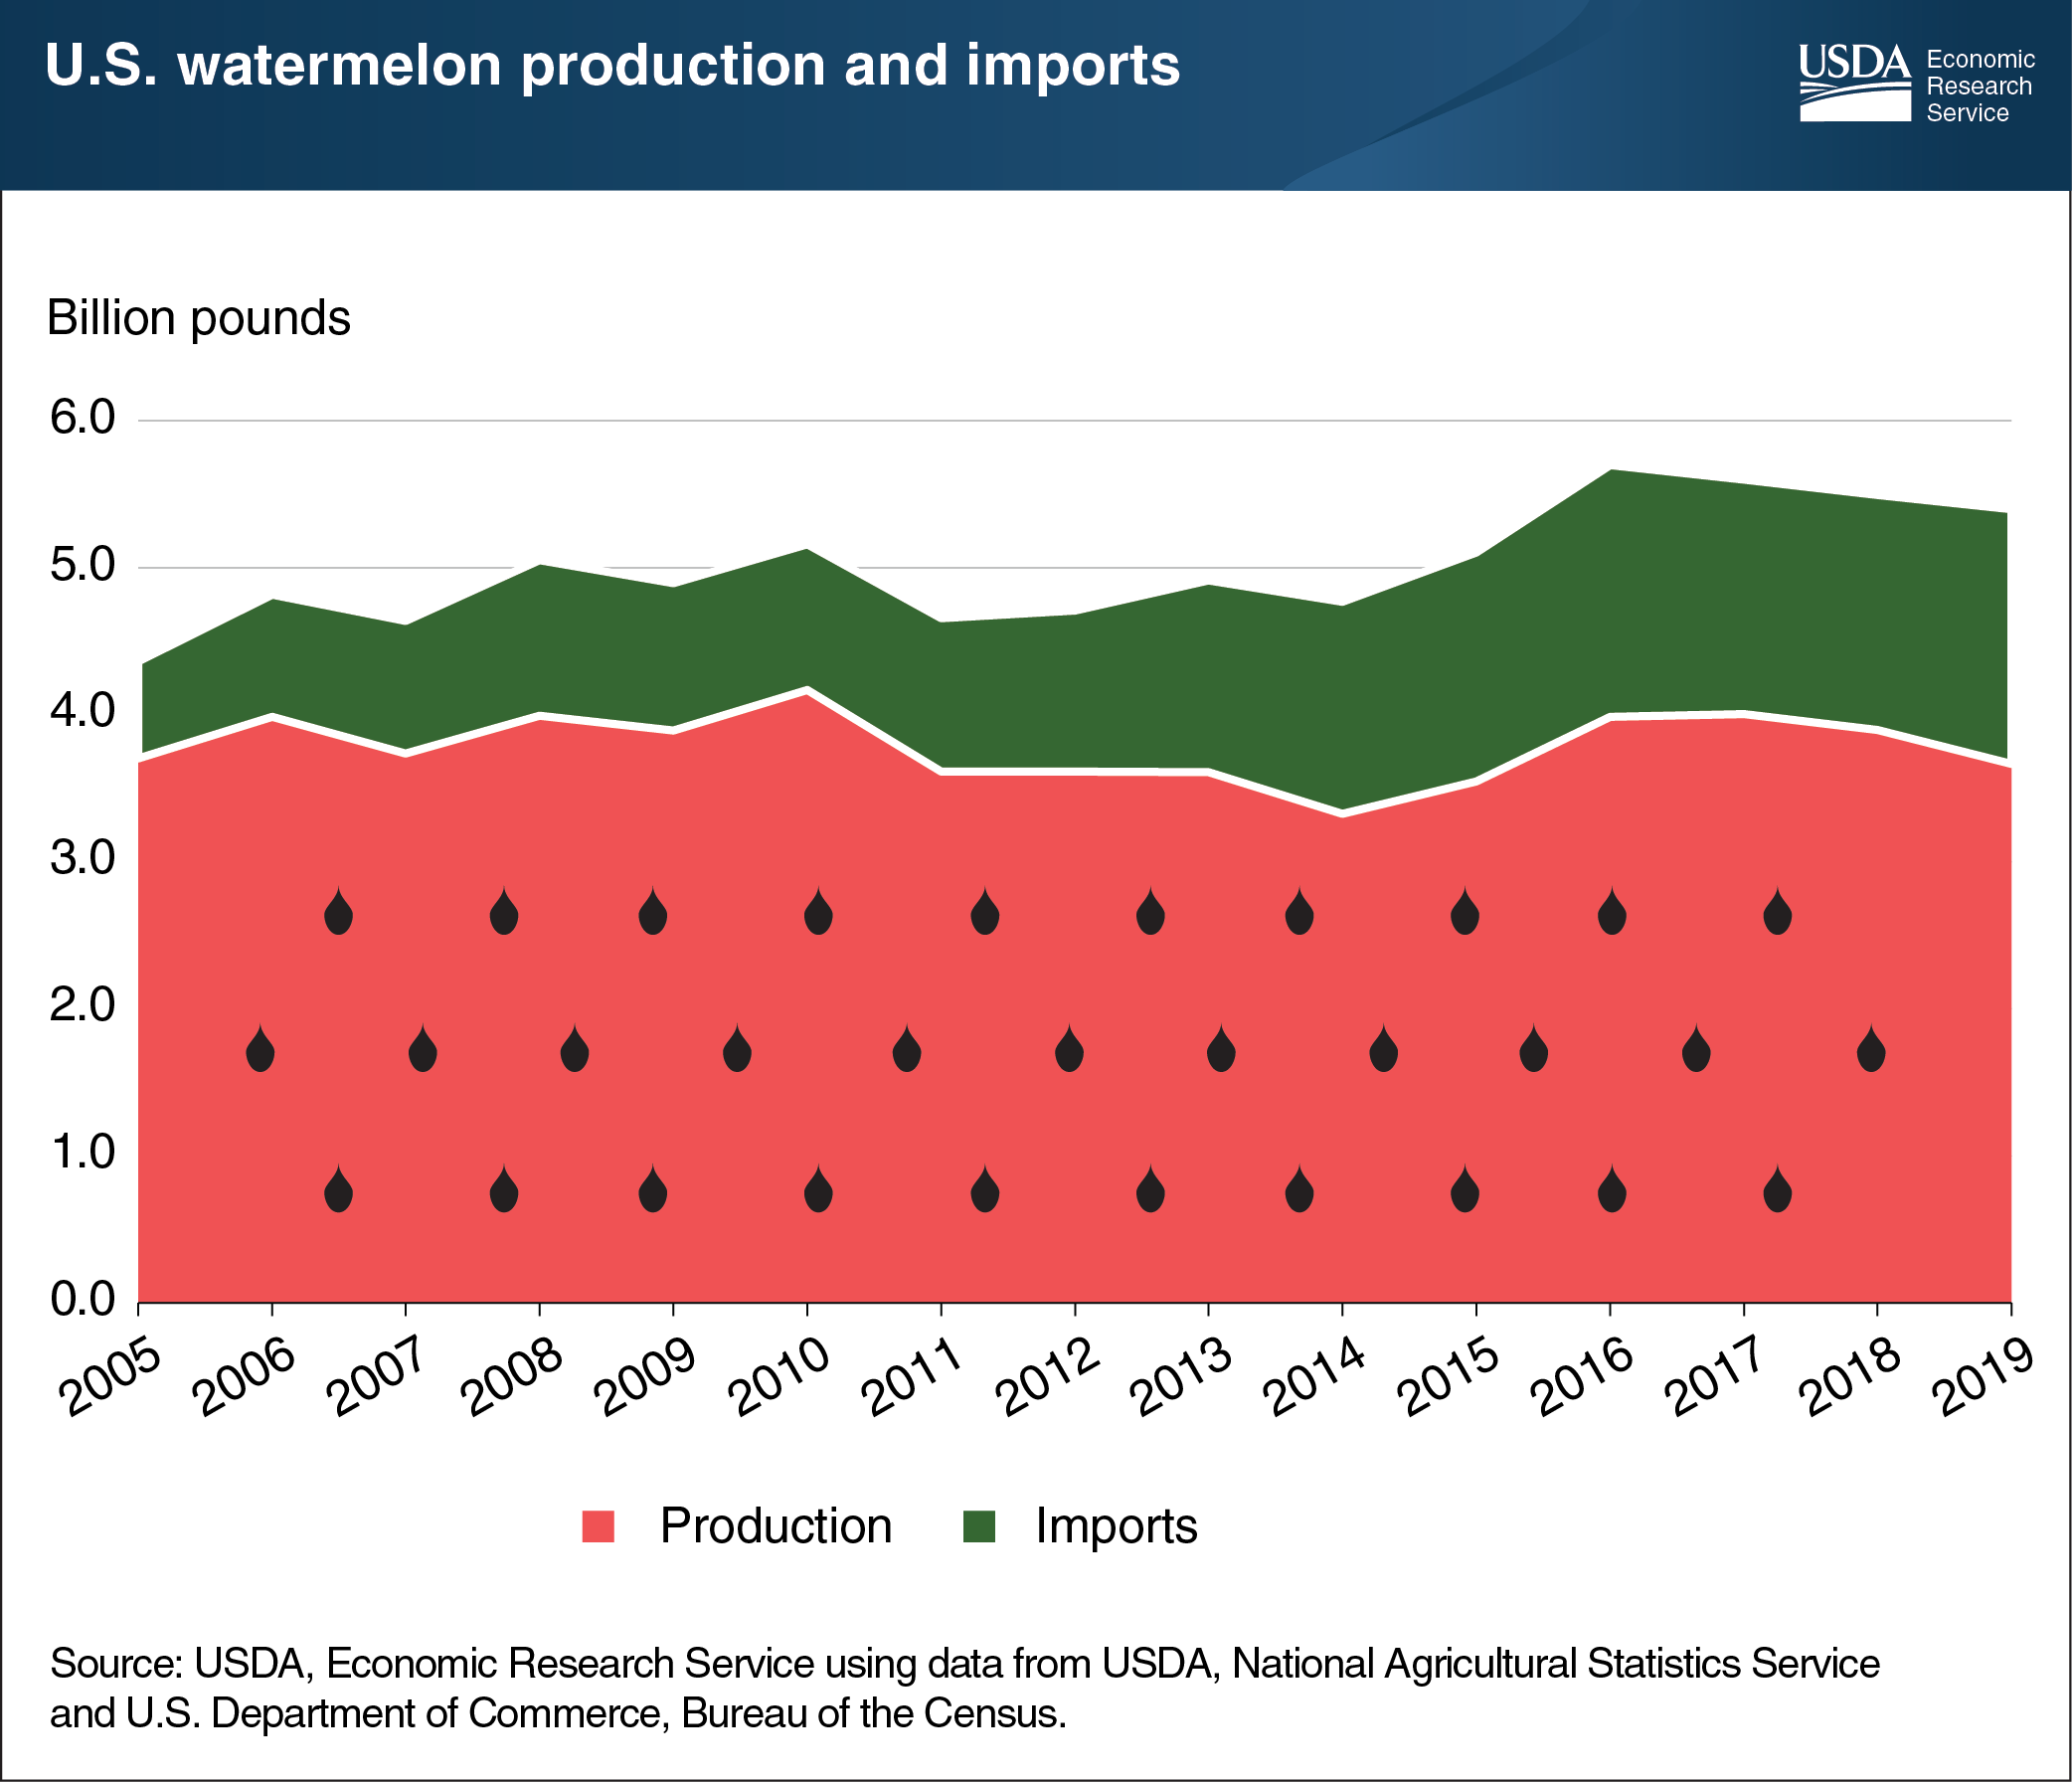 U.S. watermelon production and imports
USDA
Economic
Research
Service
Billion pounds
6.0
5.0
4.0
3.0
2.0
1.0
0.0
2005
2006
2007
2008
2009
2010
2011
2012
2013
2014
2015
2016
2017
2018
2019
Production
Imports
Source: USDA, Economic Research Service using data from USDA, National Agricultural Statistics Service
and U.S. Department of Commerce, Bureau of the Census.